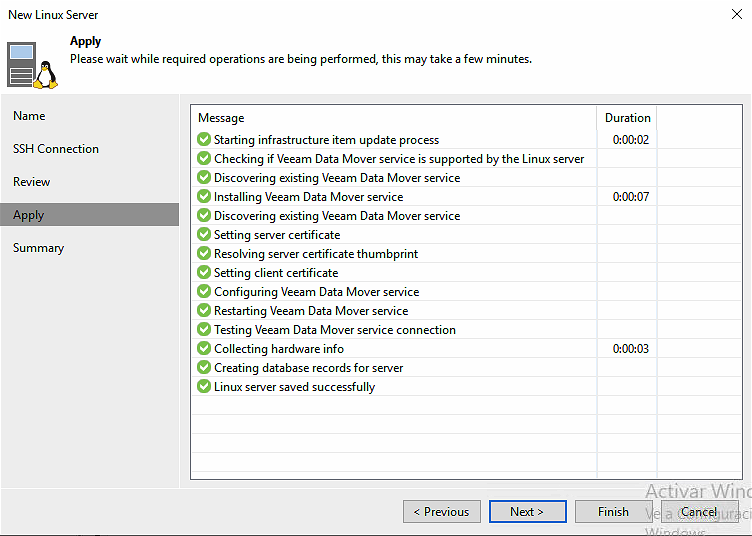 New Linux Server
Apply
Please wait while required operations are being performed, this may take a few minutes.
Name
SSH Connection
Review
Apply
Summary
Message Duration
Starting infrastructure item update process 0:00:02
Checking if Veeam Data Mover service is supported by the Linux server
Discovering existing Veeam Data Mover service
Installing Veeam Data Mover service 0:00:07
Discovering existing Veeam Data Mover service
Setting server certificate
Resolving server certificate thumbprint
Setting client certificate
Configuring Veeam Data Mover service
Restarting Veeam Data Mover service
Testing Veeam Data Mover service connection
Collecting hardware info 0:00:03
Creating database records for server
Linux server saved successfully
< Previous Next > Finish Cancel
Activar Wind
Ve a Configuraci
Windows